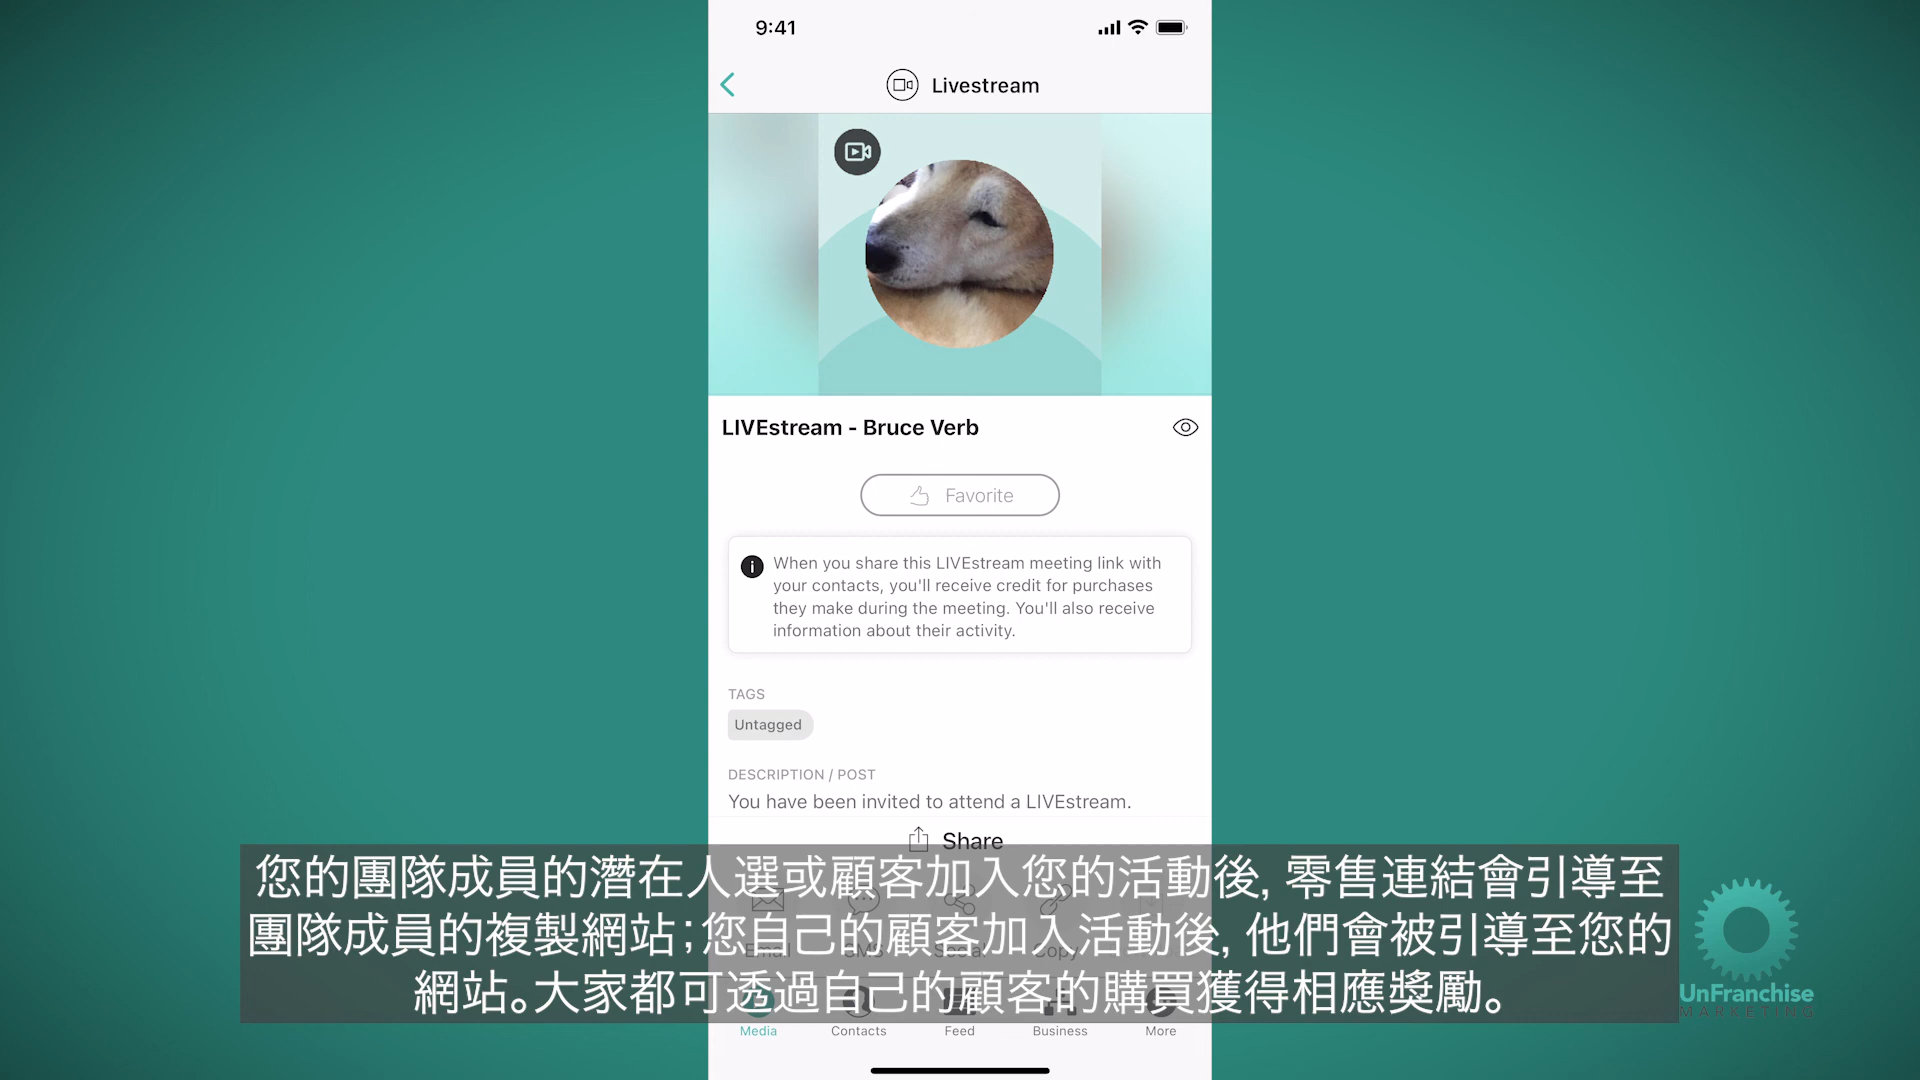 9:41
Livestream
LIVEstream - Bruce Verb
Favorite
When you share this LIVEstream meeting link with
your contacts, you'll receive credit for purchases
they make during the meeting. You'll also receive
information about their activity.
TAGS
Untagged
DESCRIPTION / POST
You have been invited to attend a LIVEstream.
Share
Email SMS Social Copy
您的團隊成員的潛在人選或顧客加入您的活動後, 零售連結會引導至
團隊成員的複製網站;您自己的顧客加入活動後, 他們會被引導至您的
網站。大家都可透過自己的顧客的購買獲得相應獎勵。
Media Contacts Feed Business More
UnFranchise
MARKETING